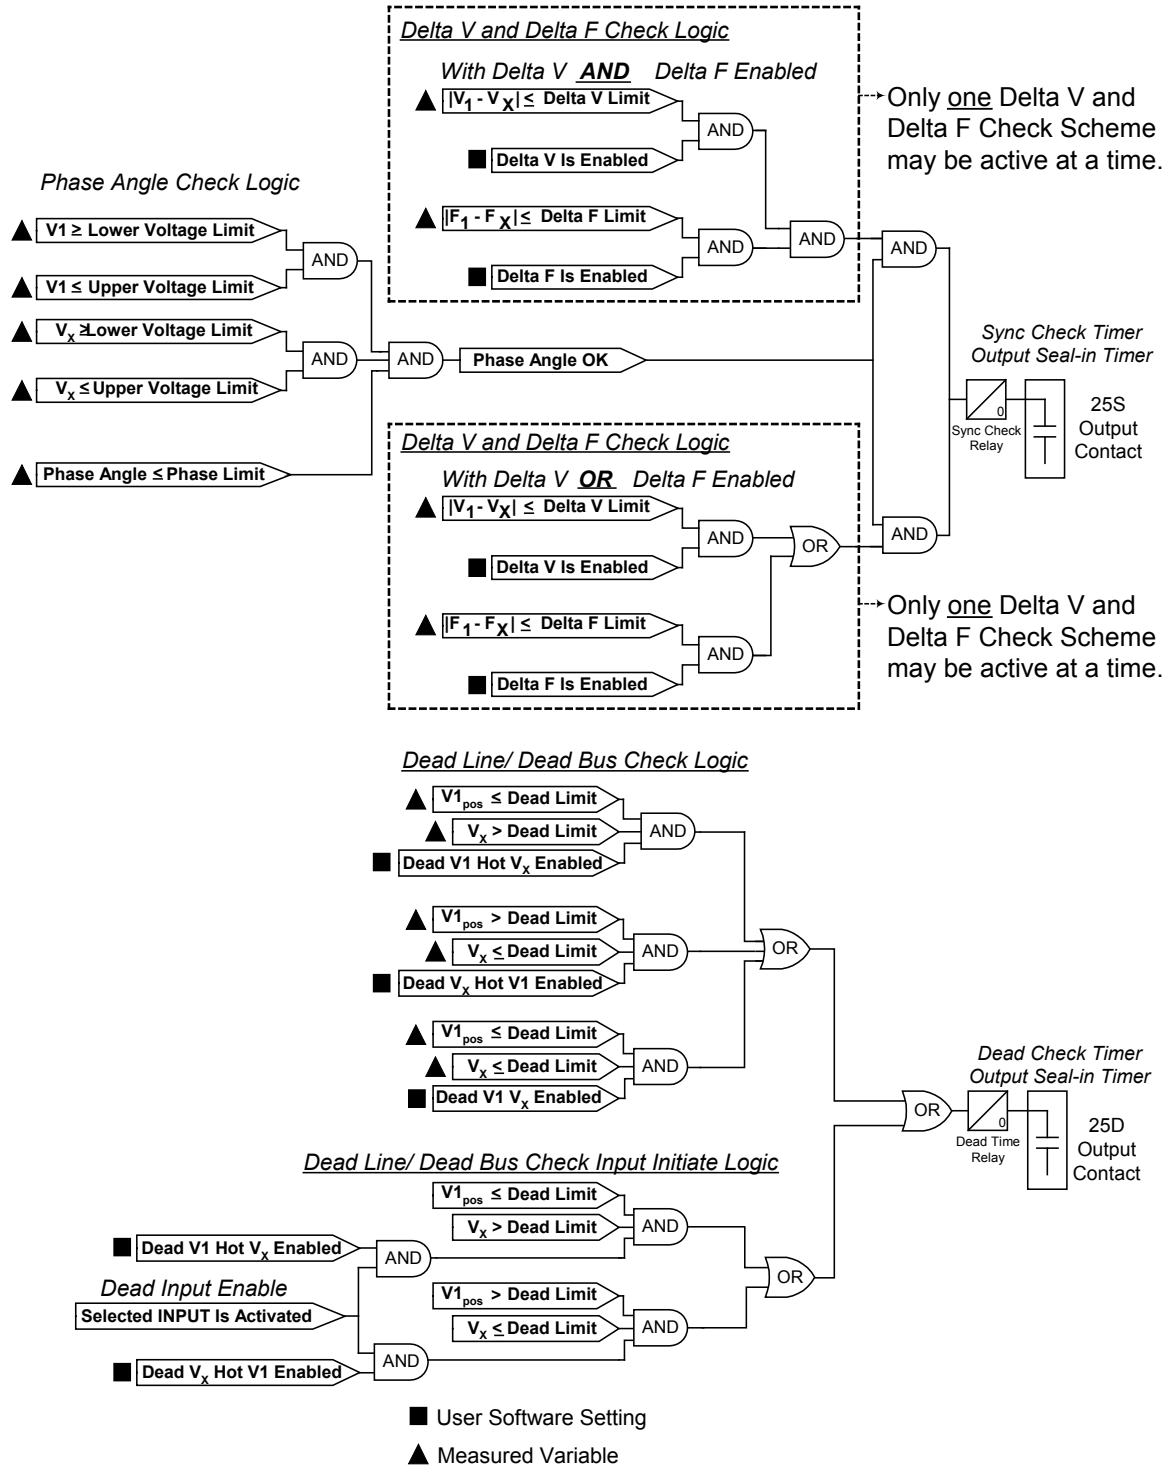 Delta V and Delta F Check Logic
With Delta V AND Delta F Enabled
|V1 - VX| ≤ Delta V Limit
AND
Delta V Is Enabled
|F1 - FX| ≤ Delta F Limit
AND
AND
Delta F Is Enabled
Only one Delta V and
Delta F Check Scheme
may be active at a time.
Phase Angle Check Logic
V1 ≥ Lower Voltage Limit
AND
V1 ≤ Upper Voltage Limit
VX ≥Lower Voltage Limit
AND
VX ≤ Upper Voltage Limit
AND
Phase Angle OK
Phase Angle ≤ Phase Limit
AND
Sync Check Timer
Output Seal-in Timer
0
Sync Check
Relay
25S
Output
Contact
Delta V and Delta F Check Logic
With Delta V OR Delta F Enabled
|V1 - VX| ≤ Delta V Limit
AND
Delta V Is Enabled
OR
AND
|F1 - FX| ≤ Delta F Limit
AND
Delta F Is Enabled
Only one Delta V and
Delta F Check Scheme
may be active at a time.
Dead Line/ Dead Bus Check Logic
V1pos ≤ Dead Limit
VX > Dead Limit
AND
Dead V1 Hot VX Enabled
V1pos > Dead Limit
VX ≤ Dead Limit
AND
OR
Dead VX Hot V1 Enabled
V1pos ≤ Dead Limit
VX ≤ Dead Limit
AND
Dead V1 VX Enabled
Dead Check Timer
Output Seal-in Timer
OR
0
Dead Time
Relay
25D
Output
Contact
Dead Line/ Dead Bus Check Input Initiate Logic
V1pos ≤ Dead Limit
VX > Dead Limit
AND
Dead V1 Hot VX Enabled
AND
Dead Input Enable
Selected INPUT Is Activated
OR
V1pos > Dead Limit
VX ≤ Dead Limit
AND
Dead VX Hot V1 Enabled
AND
User Software Setting
Measured Variable